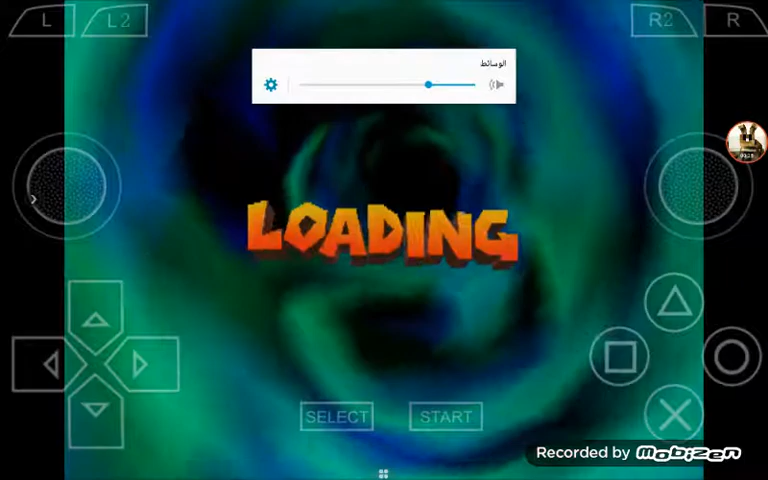 L
L2
R2
R
الوسائط
LOADING
SELECT
START
Recorded by Mobizen